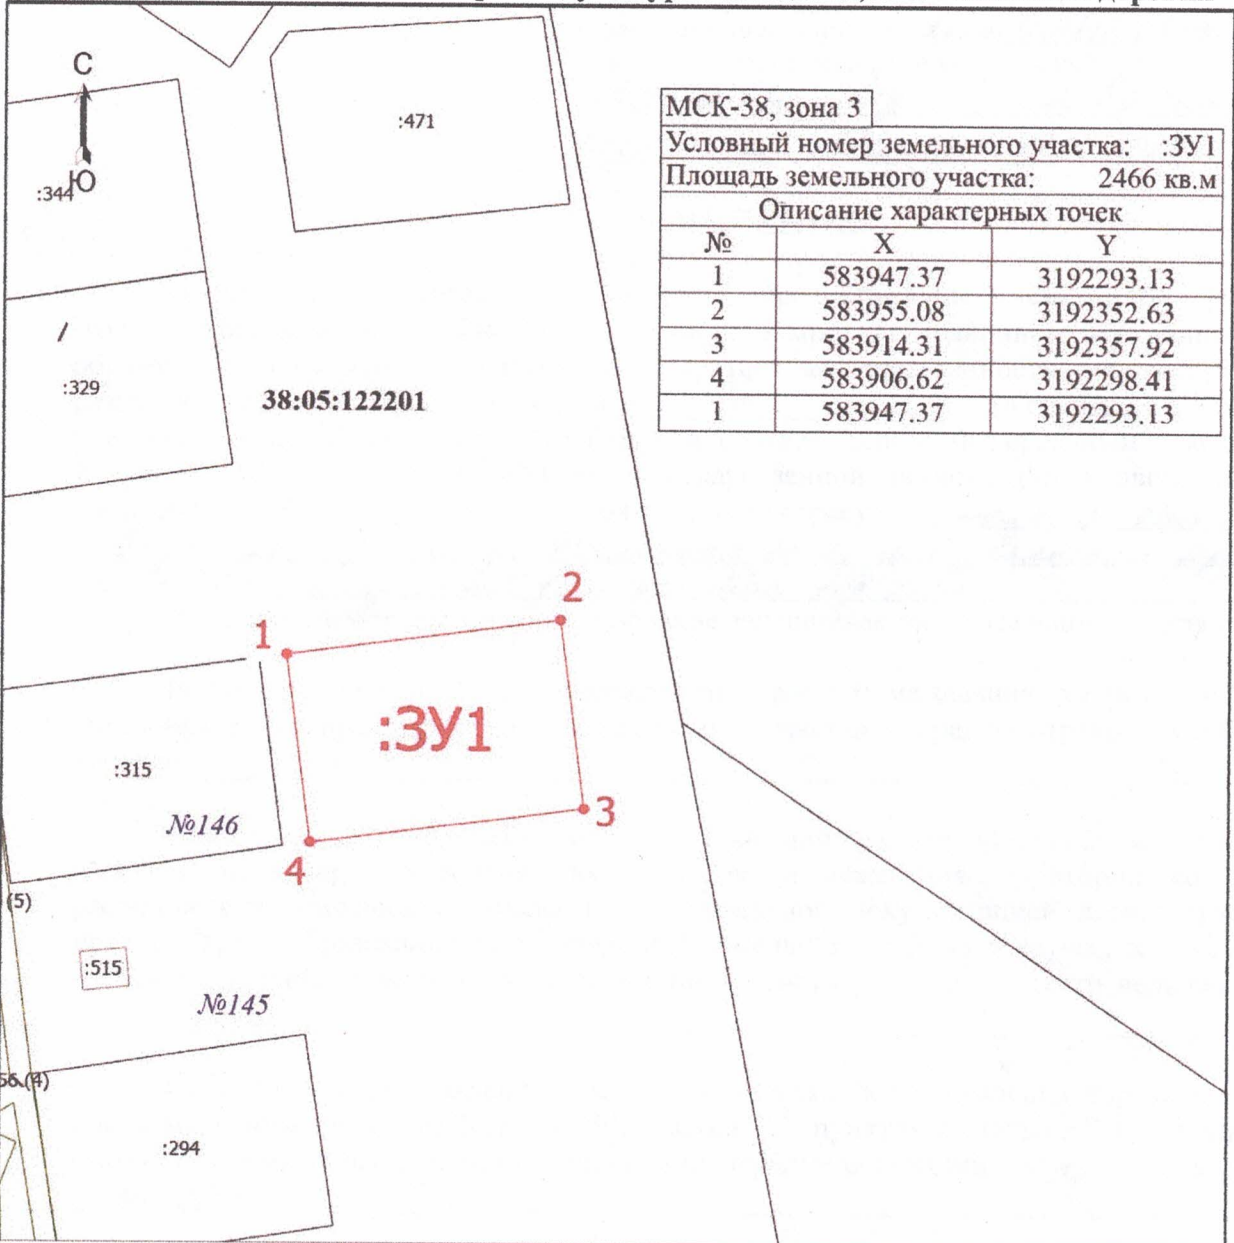 С
Ю
:344
:471
МСК-38, зона 3
Условный номер земельного участка: :ЗУ1
Площадь земельного участка: 2466 кв.м
Описание характерных точек
№ X Y
1 583947.37 3192293.13
2 583955.08 3192352.63
3 583914.31 3192357.92
4 583906.62 3192298.41
1 583947.37 3192293.13
:329
38:05:122201
1
2
:ЗУ1
3
4
:315
№146
(5)
:515
№145
(4)
:294